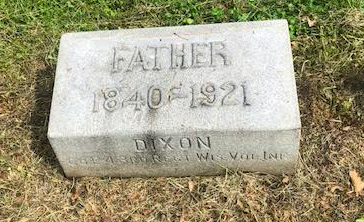 FATHER
1840-1921
DIXON
REGT WIS VOL INF